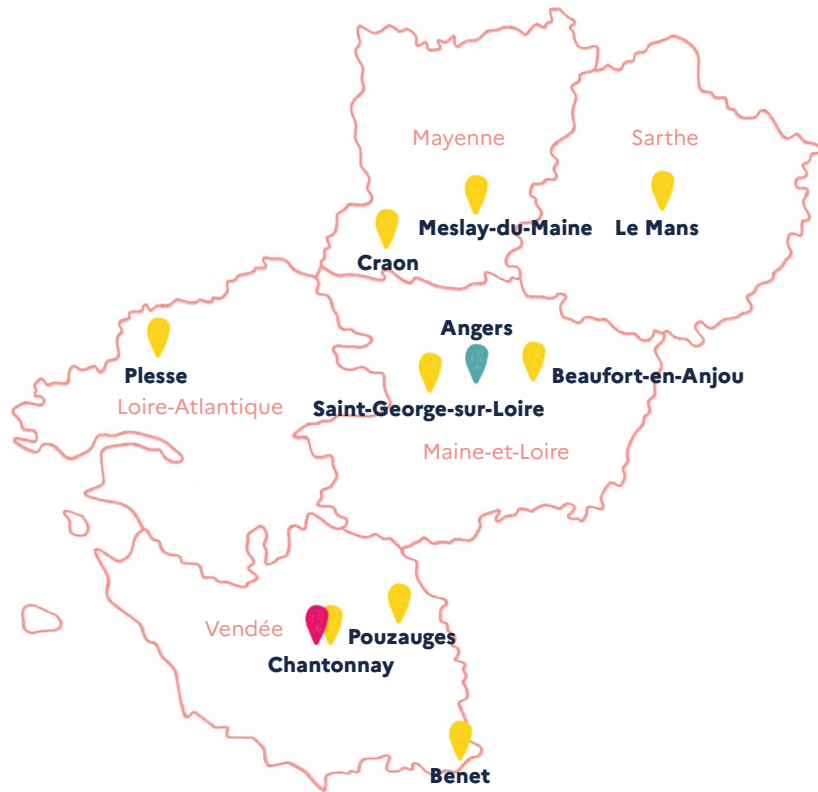 Mayenne
Sarthe
Meslay-du-Maine
Le Mans
Craon
Angers
Plesse
Beaufort-en-Anjou
Loire-Atlantique
Saint-George-sur-Loire
Maine-et-Loire
Vendée
Pouzauges
Chantonnay
Benet